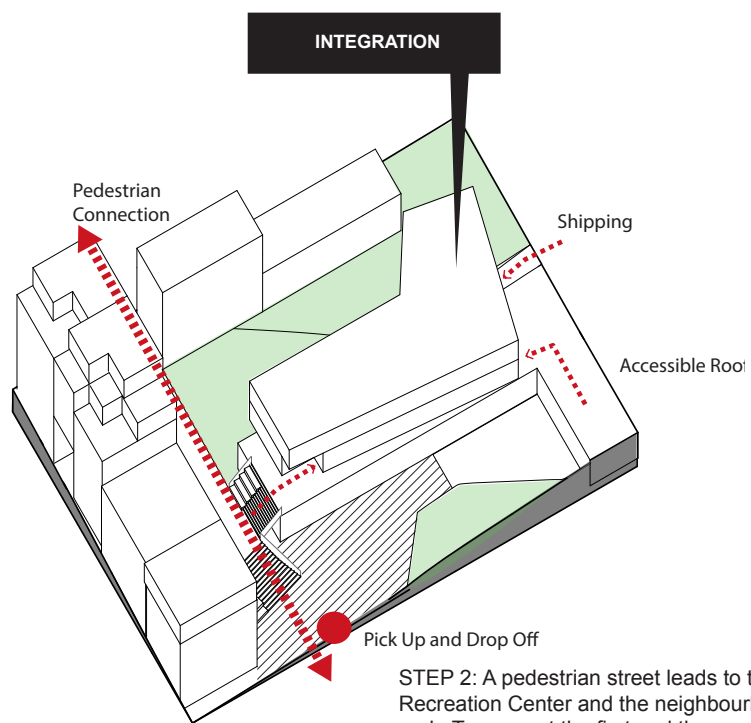 INTEGRATION
Pedestrian
Connection
Shipping
Accessible Roof
Pick Up and Drop Off
STEP 2: A pedestrian street leads to t
Recreation Center and the neighbour